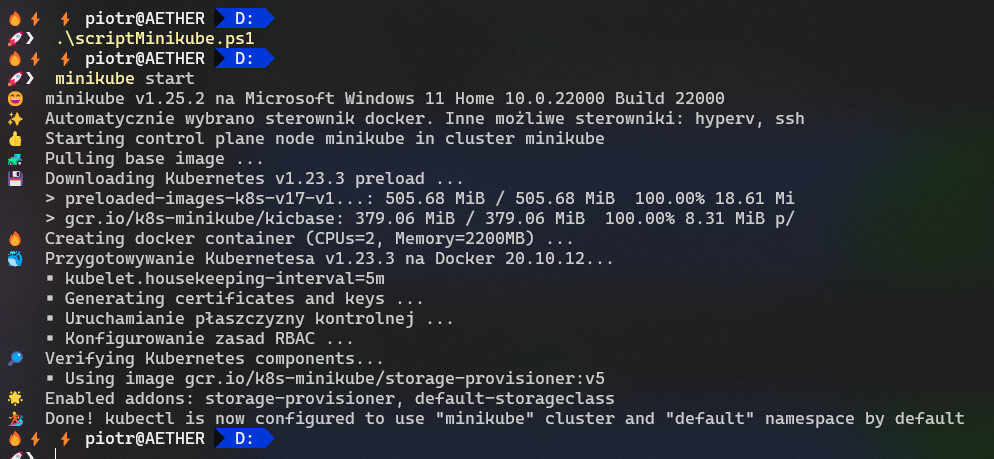 piotr@AETHER D:
.\scriptMinikube.ps1
piotr@AETHER D:
minikube start
minikube v1.25.2 na Microsoft Windows 11 Home 10.0.22000 Build 22000
Automatycznie wybrano sterownik docker. Inne możliwe sterowniki: hyperv, ssh
Starting control plane node minikube in cluster minikube
Pulling base image ...
Downloading Kubernetes v1.23.3 preload ...
> preloaded-images-k8s-v17-v1...: 505.68 MiB / 505.68 MiB 100.00% 18.61 Mi
> gcr.io/k8s-minikube/kicbase: 379.06 MiB / 379.06 MiB 100.00% 8.31 MiB p/
Creating docker container (CPUs=2, Memory=2200MB) ...
Przygotowywanie Kubernetesa v1.23.3 na Docker 20.10.12...
▪ kubelet.housekeeping-interval=5m
▪ Generating certificates and keys ...
▪ Uruchamianie płaszczyzny kontrolnej ...
▪ Konfigurowanie zasad RBAC ...
Verifying Kubernetes components...
▪ Using image gcr.io/k8s-minikube/storage-provisioner:v5
Enabled addons: storage-provisioner, default-storageclass
Done! kubectl is now configured to use "minikube" cluster and "default" namespace by default
piotr@AETHER D: